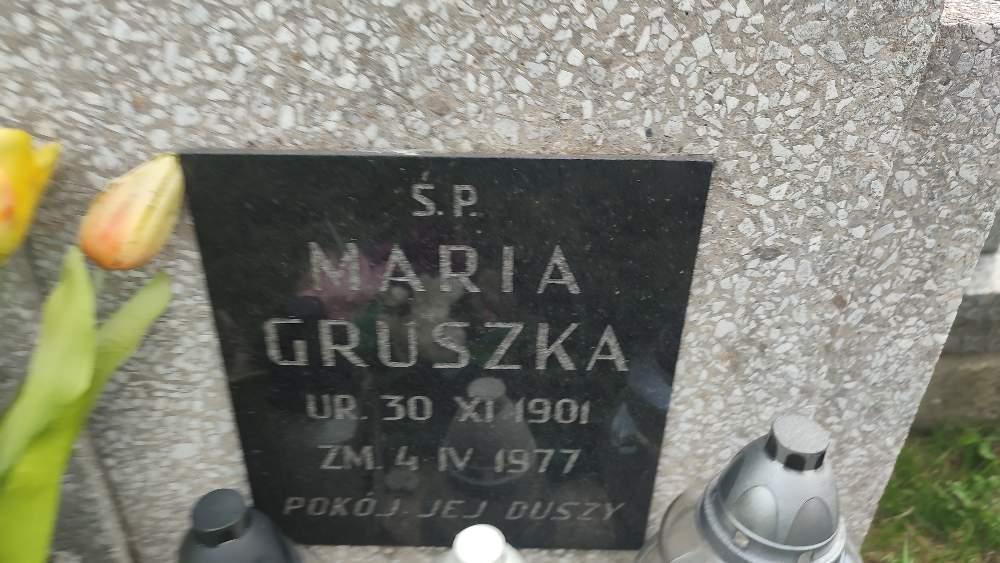 Ś.P.
MARIA
GRUSZKA
UR. 30 XI 1901
ZM. 4 IV 1977
POKÓJ JEJ DUSZY